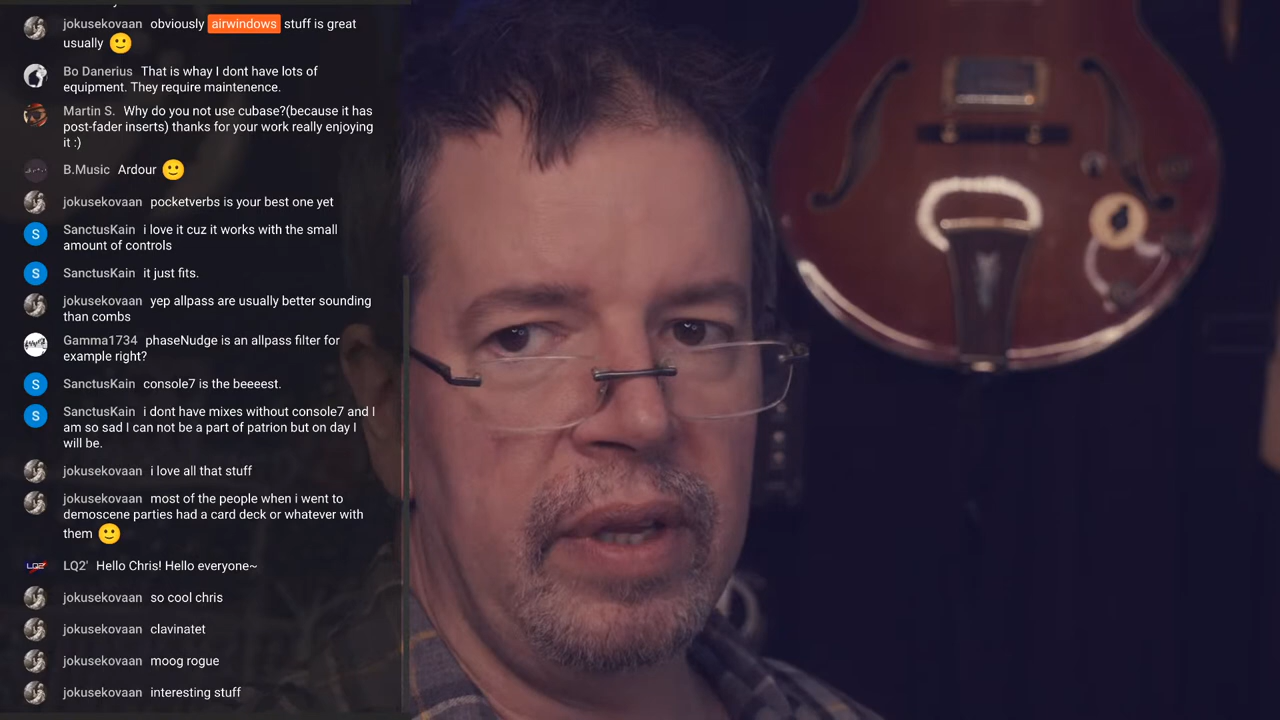 jokusekovaan obviously airwindows stuff is great
usually 🙂
Bo Danerius That is whay I dont have lots of
equipment. They require maintenence.
Martin S. Why do you not use cubase?(because it has
post-fader inserts) thanks for your work really enjoying
it :)
B.Music Ardour 🙂
jokusekovaan pocketverbs is your best one yet
S SanctusKain i love it cuz it works with the small
amount of controls
S SanctusKain it just fits.
jokusekovaan yep allpass are usually better sounding
than combs
Gamma1734 phaseNudge is an allpass filter for
example right?
S SanctusKain console7 is the beeeest.
S SanctusKain i dont have mixes without console7 and I
am so sad I can not be a part of patrion but on day I
will be.
jokusekovaan i love all that stuff
jokusekovaan most of the people when i went to
demoscene parties had a card deck or whatever with
them 🙂
LQ2 LQ2' Hello Chris! Hello everyone~
jokusekovaan so cool chris
jokusekovaan clavinatet
jokusekovaan moog rogue
jokusekovaan interesting stuff